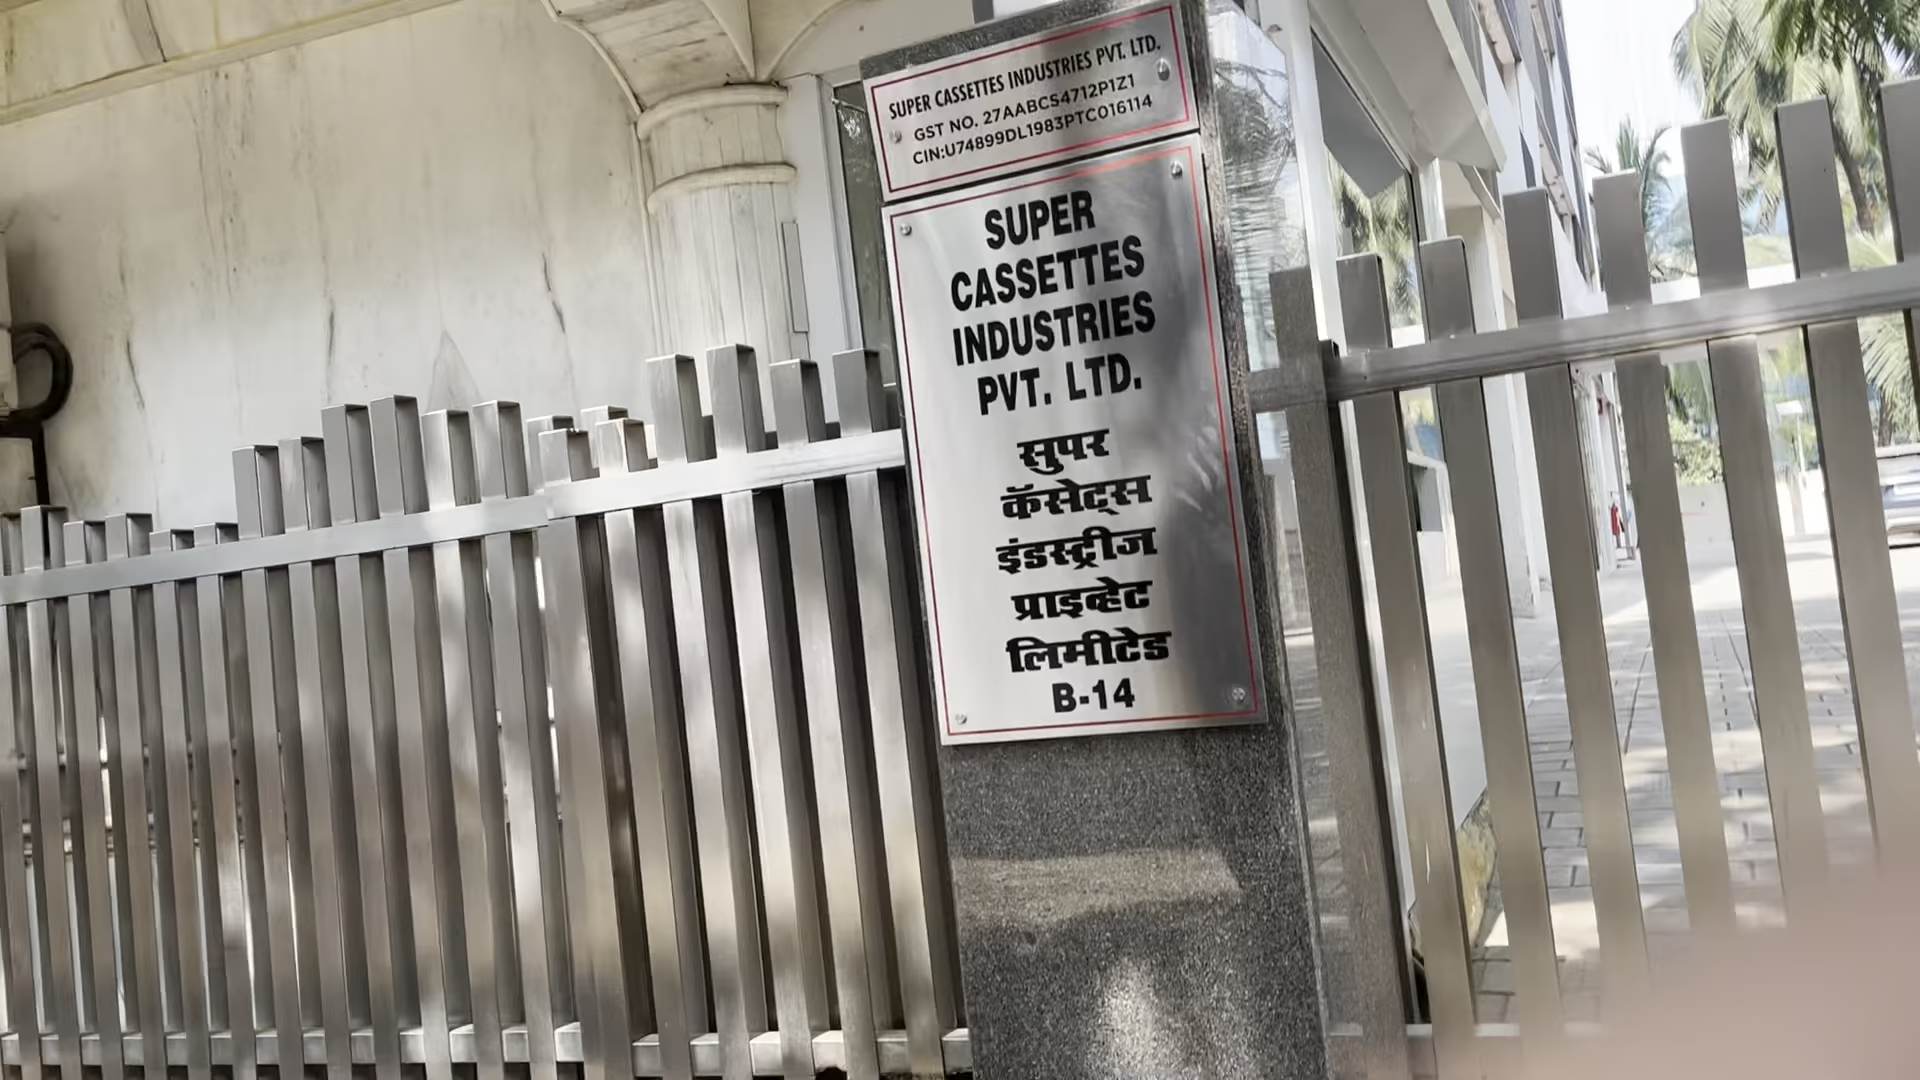 SUPER CASSETTES INDUSTRIES PVT. LTD.
GST NO. 27AABCS4712P1Z1
CIN:U74899DL1983PTC016114
SUPER
CASSETTES
INDUSTRIES
PVT. LTD.
सुपर
कॅसेट्स
इंडस्ट्रीज
प्राइव्हेट
लिमीटेड
B-14